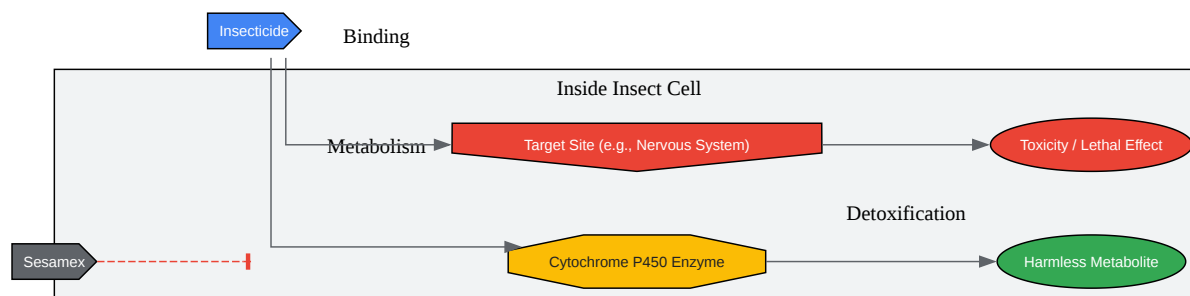 Insecticide
Binding
Inside Insect Cell
Metabolism
Target Site (e.g., Nervous System)
Toxicity / Lethal Effect
Detoxification
Sesamex
Cytochrome P450 Enzyme
Harmless Metabolite